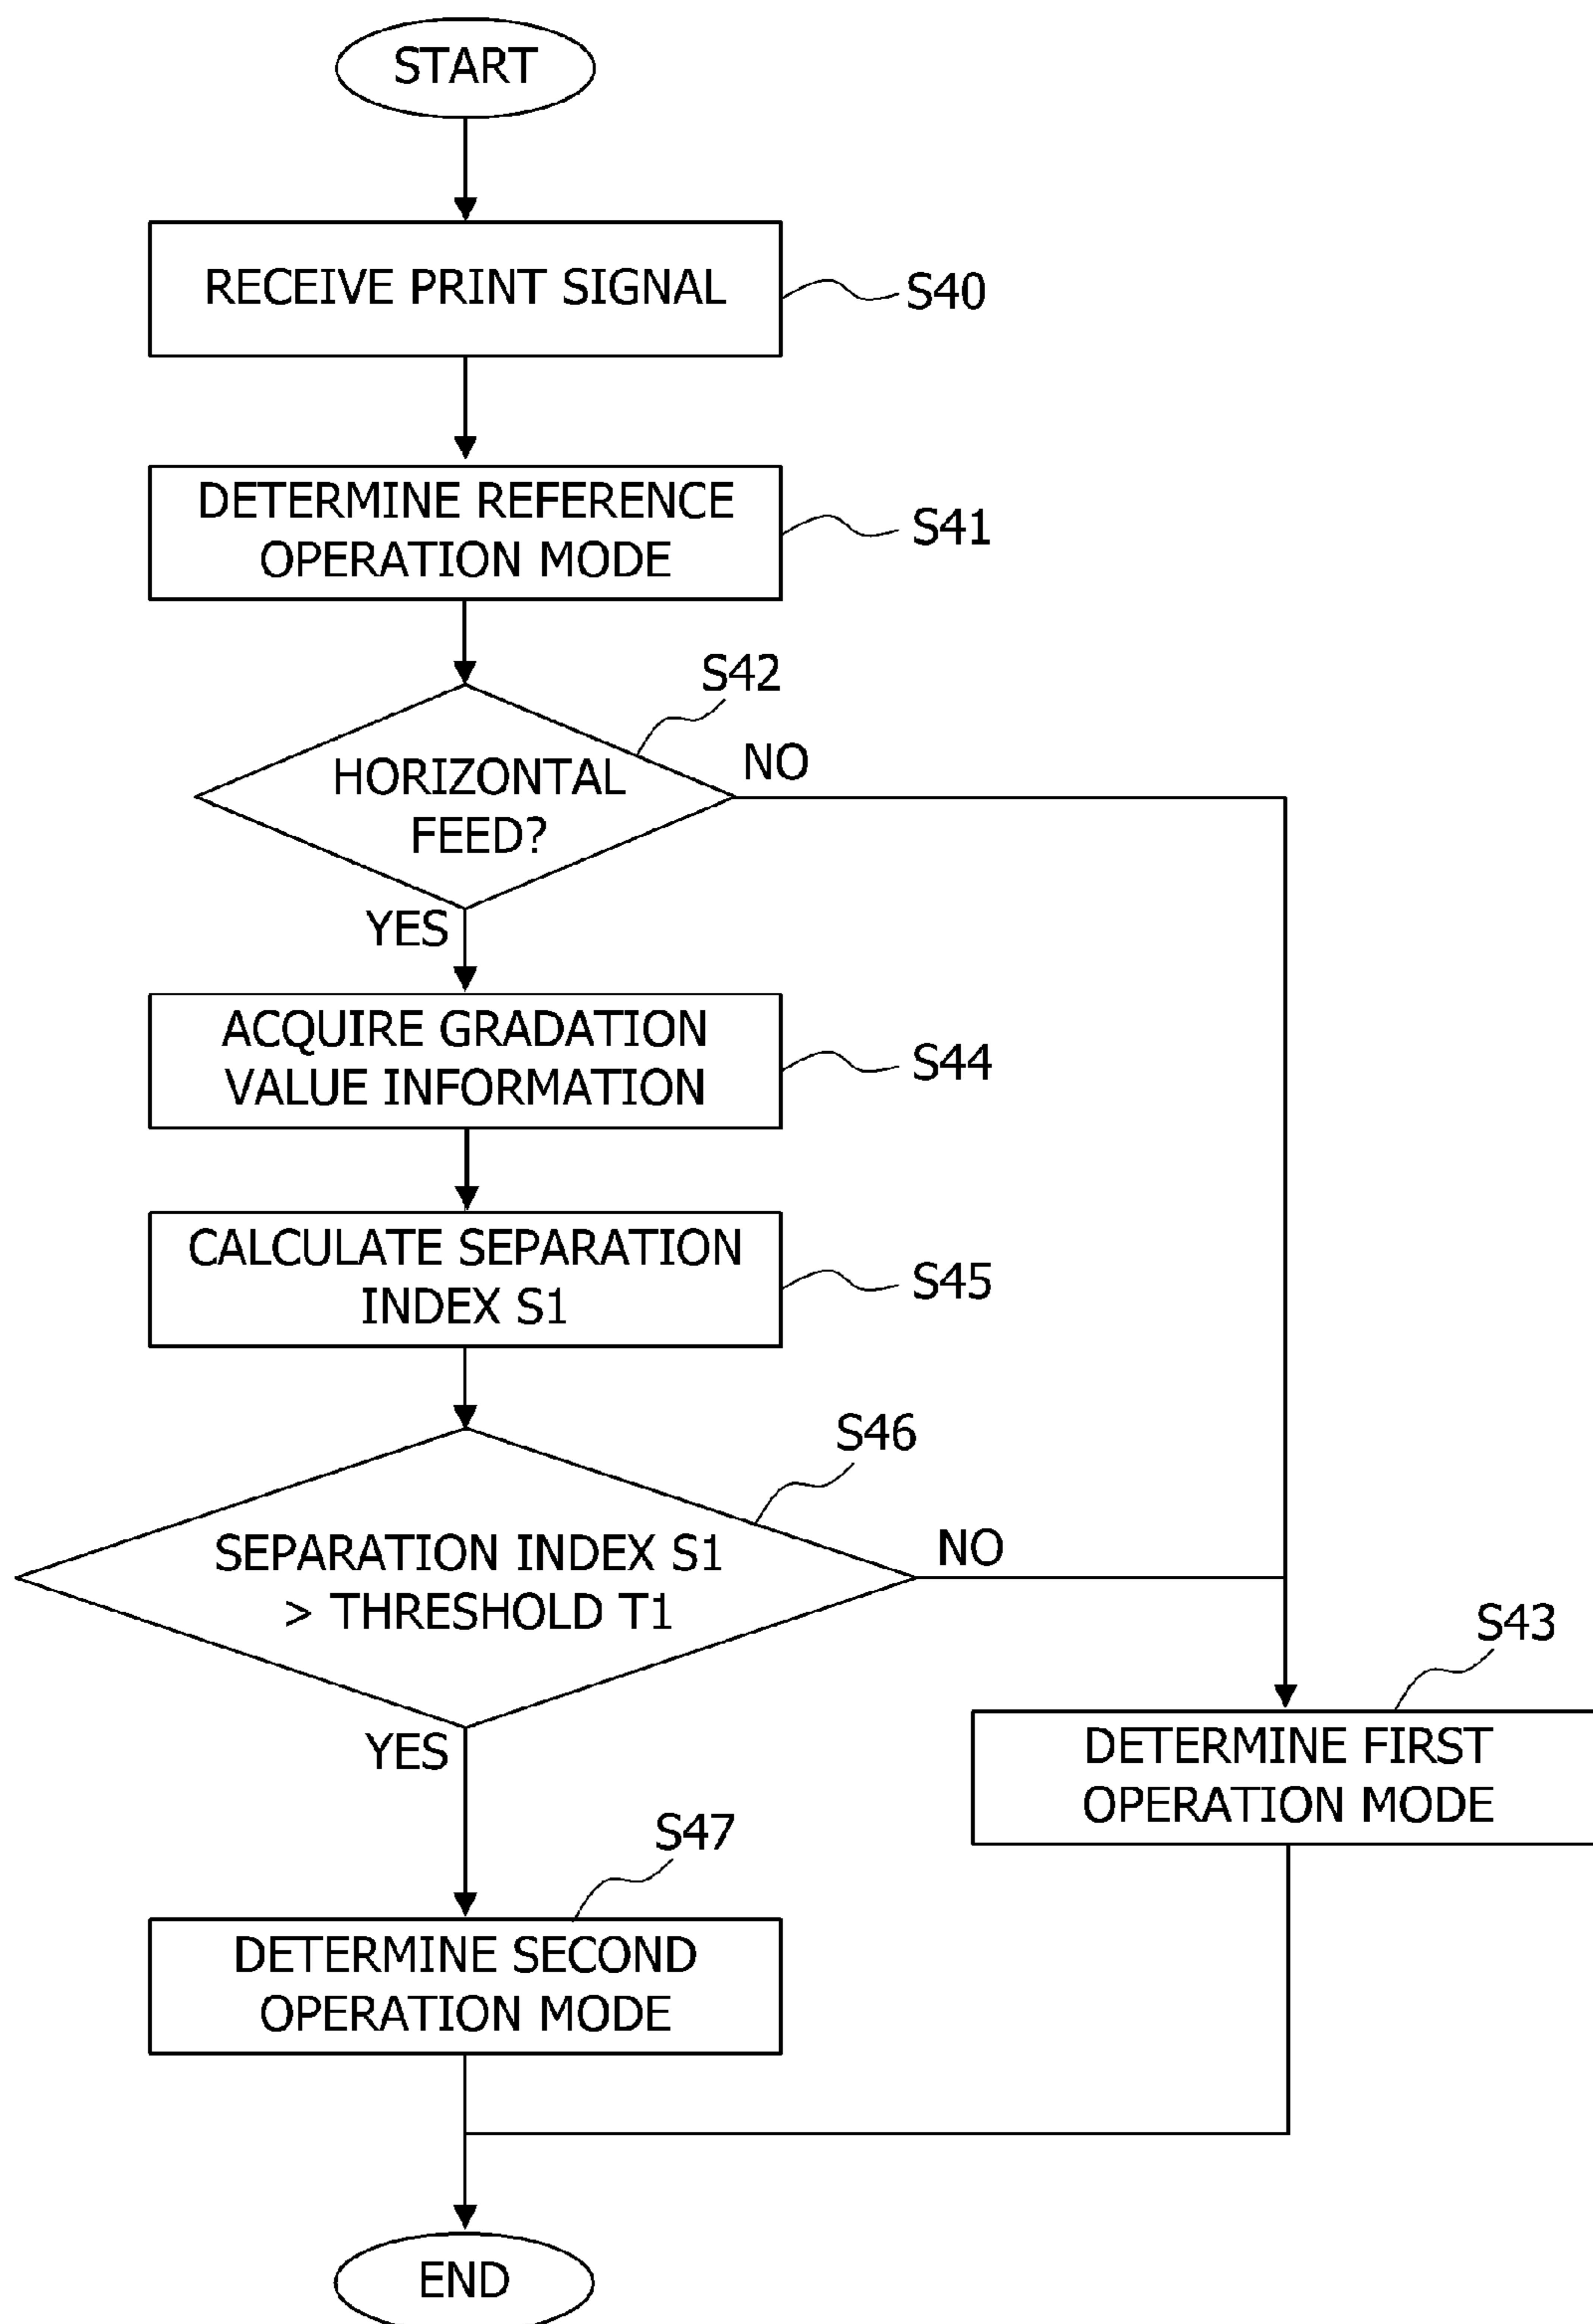 START
RECEIVE PRINT SIGNAL
S40
DETERMINE REFERENCE
OPERATION MODE
S41
S42
HORIZONTAL
FEED?
NO
YES
ACQUIRE GRADATION
VALUE INFORMATION
S44
CALCULATE SEPARATION
INDEX S1
S45
S46
SEPARATION INDEX S1
> THRESHOLD T1
NO
YES
S43
DETERMINE FIRST
OPERATION MODE
S47
DETERMINE SECOND
OPERATION MODE
END